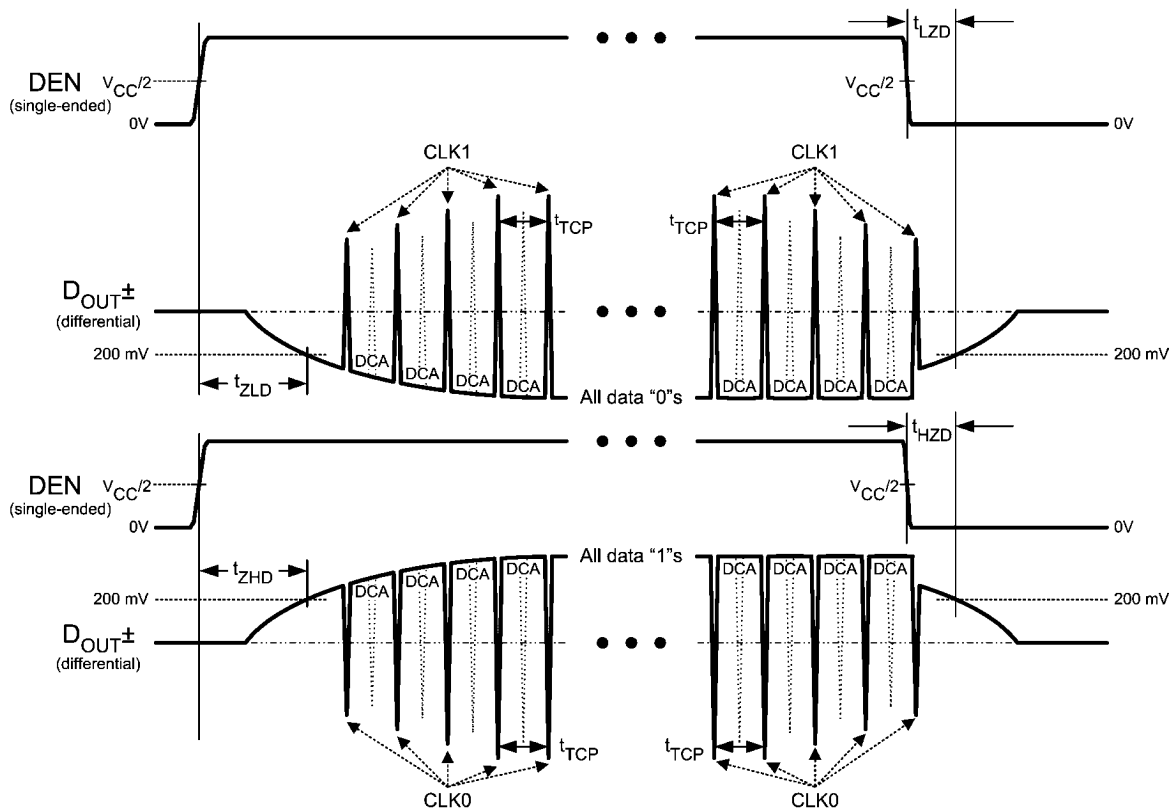 t_LZD
DEN
(single-ended)
V_CC/2
V_CC/2
0V
0V
CLK1
CLK1
t_TCP
t_TCP
D_OUT±
(differential)
200 mV
200 mV
DCA
DCA
DCA
DCA
DCA
DCA
DCA
DCA
t_ZLD
All data “0”s
t_HZD
DEN
(single-ended)
V_CC/2
V_CC/2
0V
0V
All data “1”s
t_ZHD
DCA
DCA
DCA
DCA
DCA
DCA
DCA
DCA
200 mV
200 mV
D_OUT±
(differential)
t_TCP
t_TCP
CLK0
CLK0